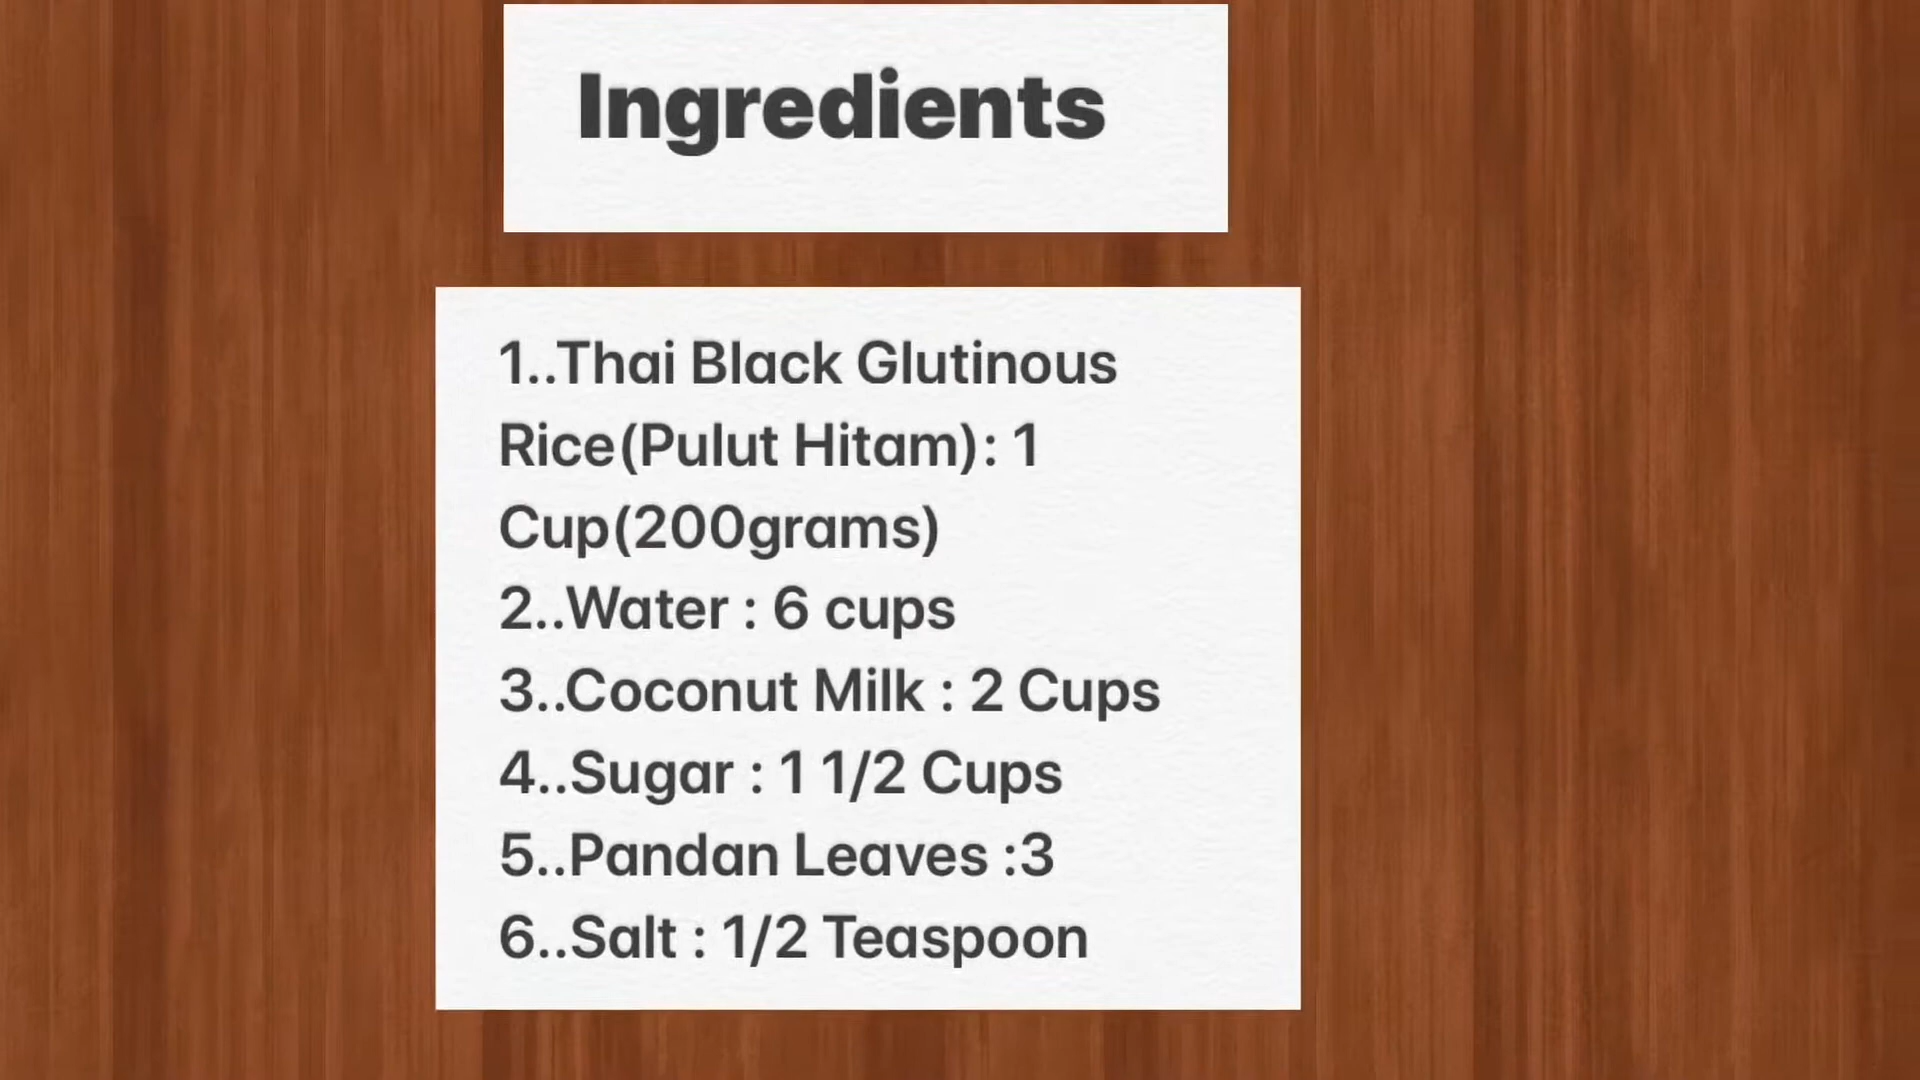 Ingredients
1..Thai Black Glutinous
Rice(Pulut Hitam): 1
Cup(200grams)
2..Water : 6 cups
3..Coconut Milk : 2 Cups
4..Sugar : 1 1/2 Cups
5..Pandan Leaves :3
6..Salt : 1/2 Teaspoon